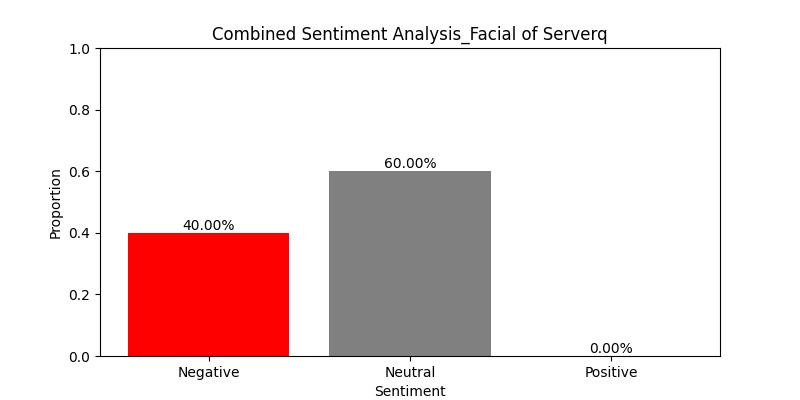 Combined Sentiment Analysis_Facial of Serverq
1.0
0.8
0.6
0.4
0.2
0.0
Proportion
40.00%
60.00%
0.00%
Negative
Neutral
Positive
Sentiment